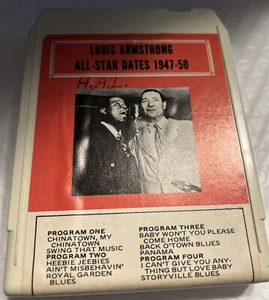 LOUIS ARMSTRONG
ALL-STAR DATES 1947-50
H.A.L.
PROGRAM ONE
CHINATOWN, MY
CHINATOWN
SWING THAT MUSIC
PROGRAM TWO
HEEBIE JEEBIES
AIN'T MISBEHAVIN'
ROYAL GARDEN
BLUES
PROGRAM THREE
BABY WON'T YOU PLEASE
COME HOME
BACK O'TOWN BLUES
PANAMA
PROGRAM FOUR
I CAN'T GIVE YOU ANY-
THING BUT LOVE BABY
STORYVILLE BLUES